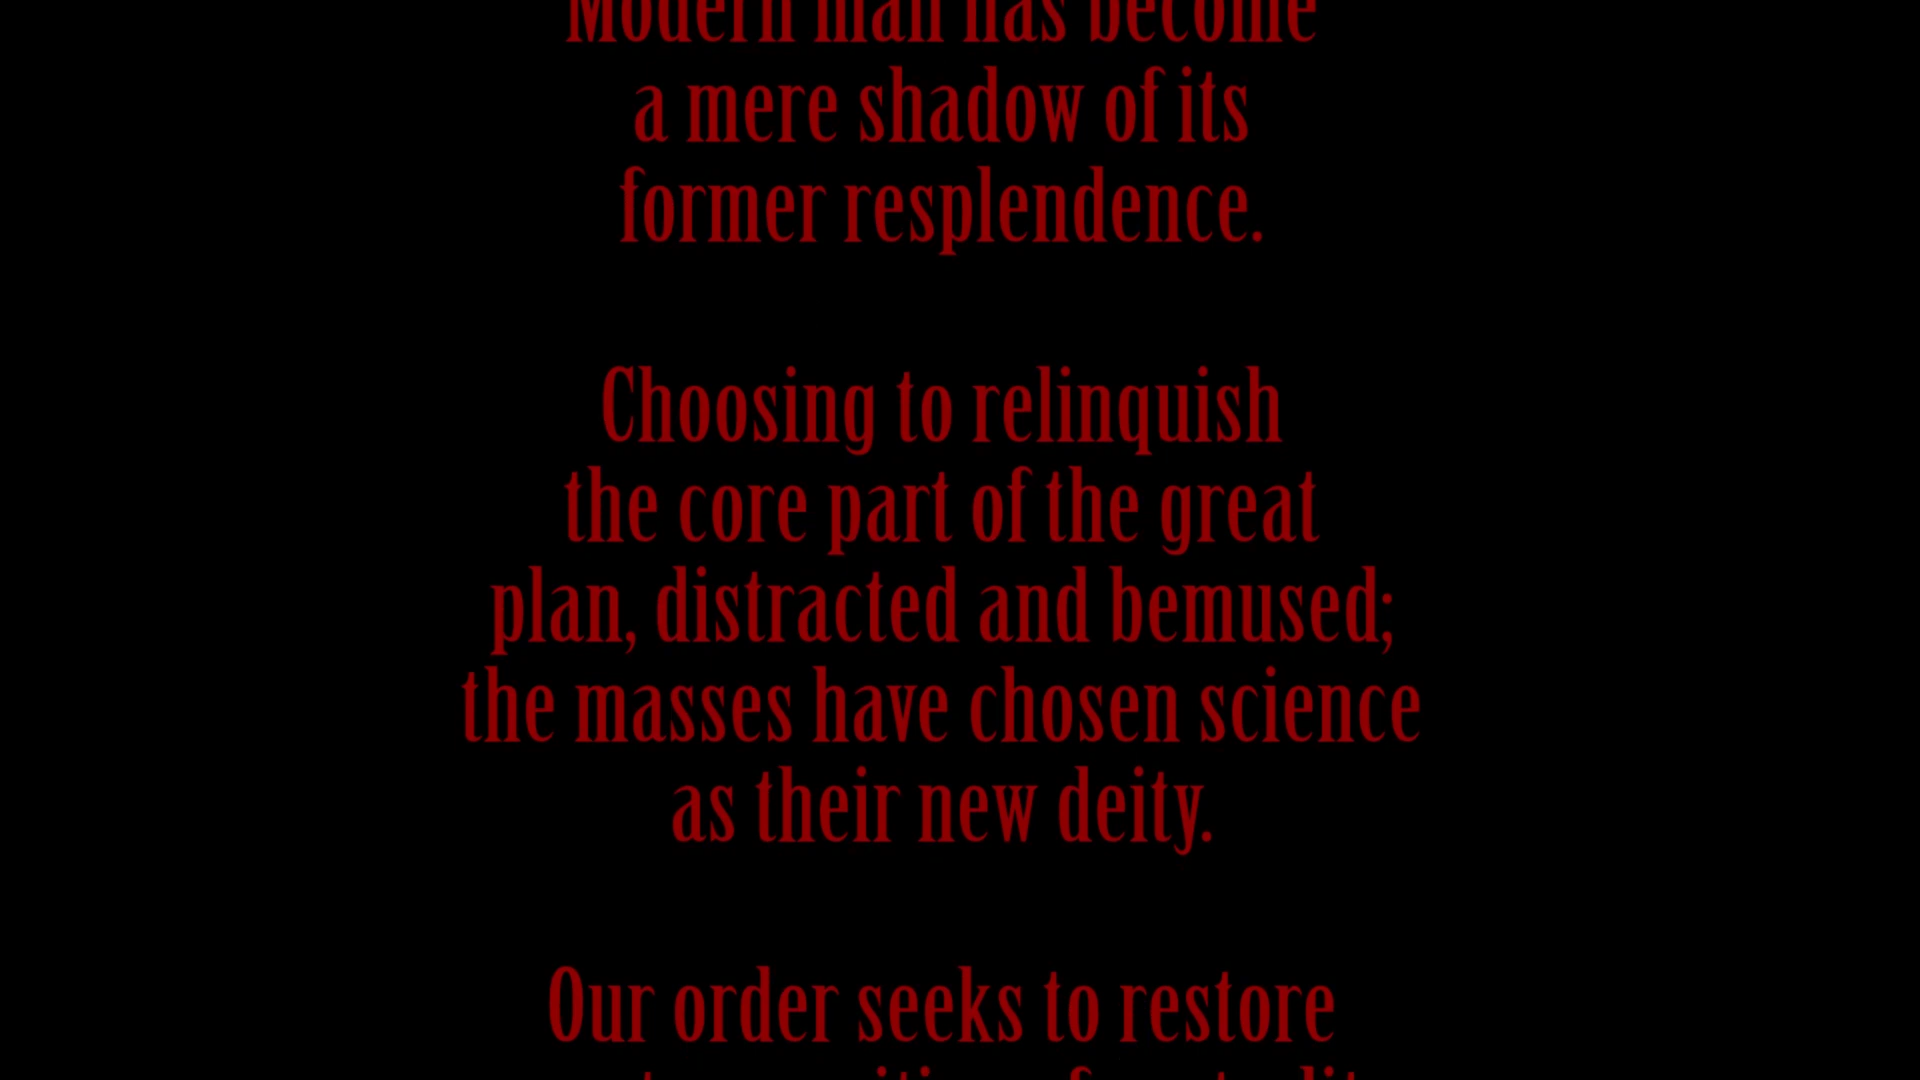 Modern man has become
a mere shadow of its
former resplendence.
Choosing to relinquish
the core part of the great
plan, distracted and bemused;
the masses have chosen science
as their new deity.
Our order seeks to restore